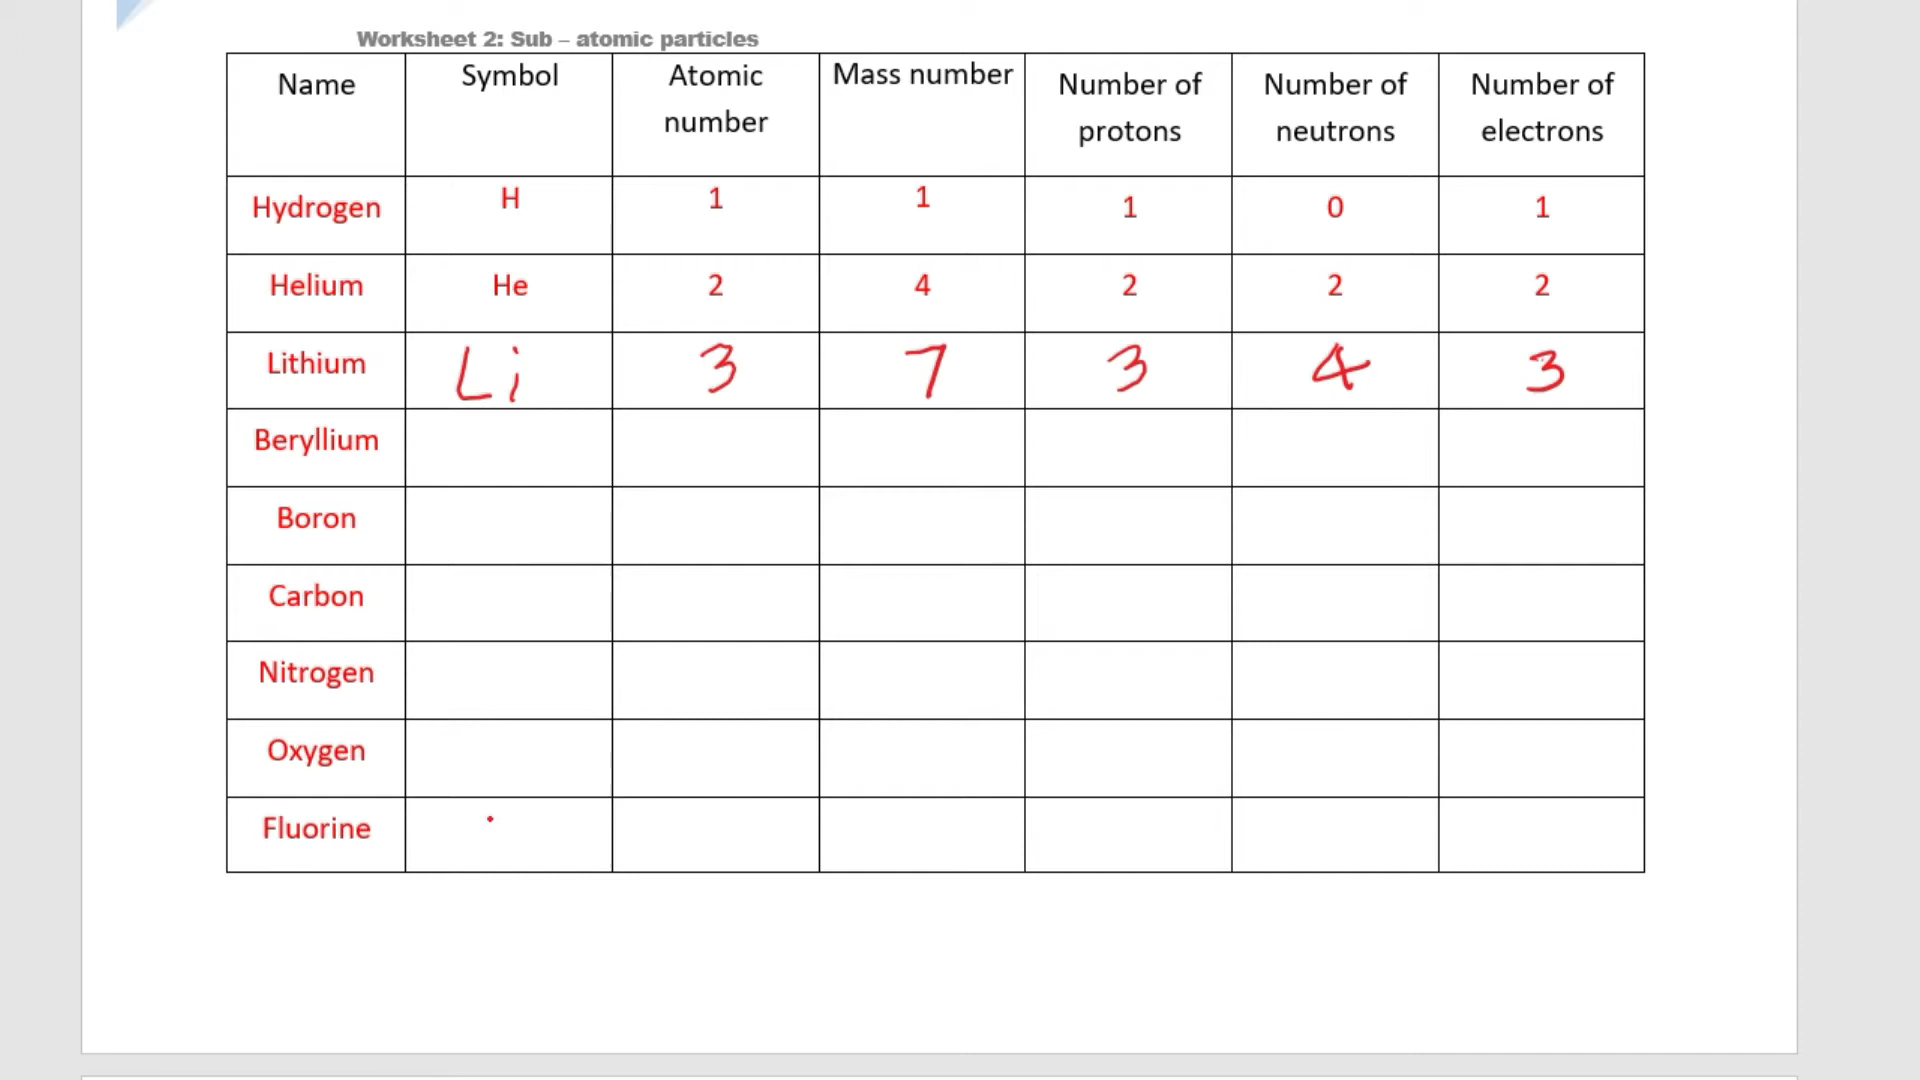 Worksheet 2: Sub – atomic particles
Name Symbol Atomic number Mass number Number of protons Number of neutrons Number of electrons
Hydrogen H 1 1 1 0 1
Helium He 2 4 2 2 2
Lithium Li 3 7 3 4 3
Beryllium
Boron
Carbon
Nitrogen
Oxygen
Fluorine